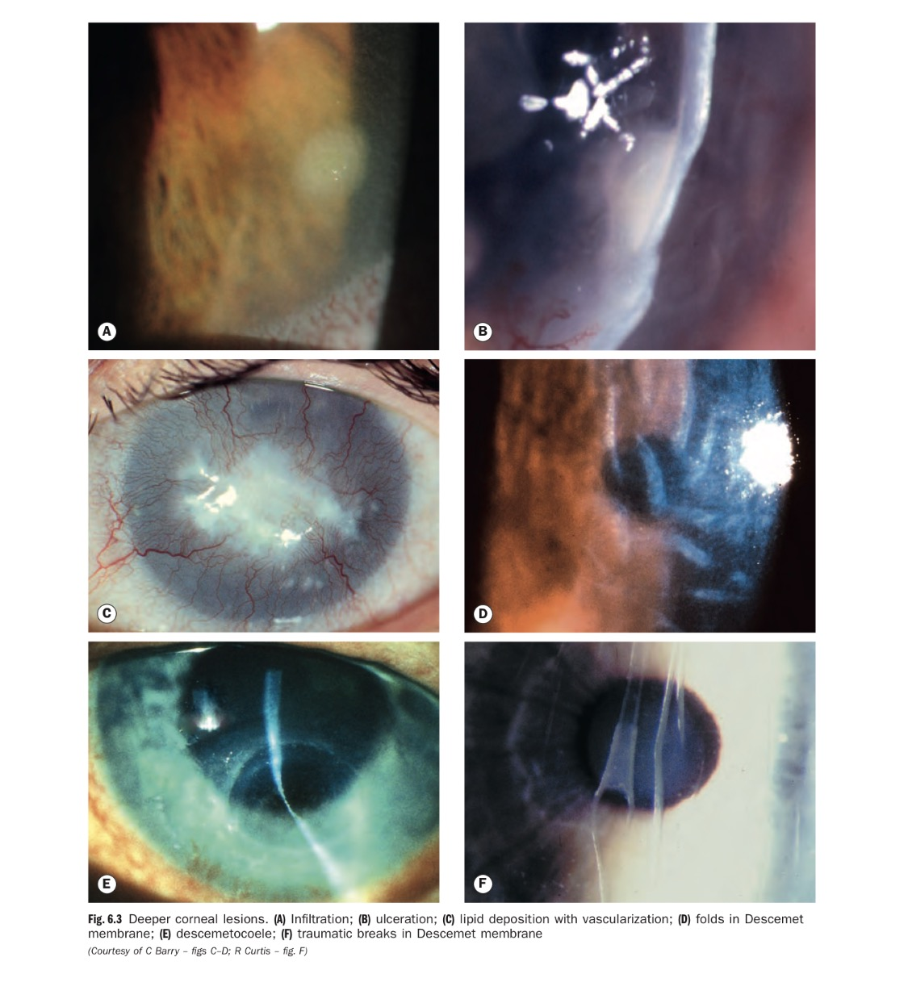 A
B
C
D
E
F
Fig. 6.3 Deeper corneal lesions. (A) Infiltration; (B) ulceration; (C) lipid deposition with vascularization; (D) folds in Descemet
membrane; (E) descemetocoele; (F) traumatic breaks in Descemet membrane
(Courtesy of C Barry – figs C–D; R Curtis – fig. F)